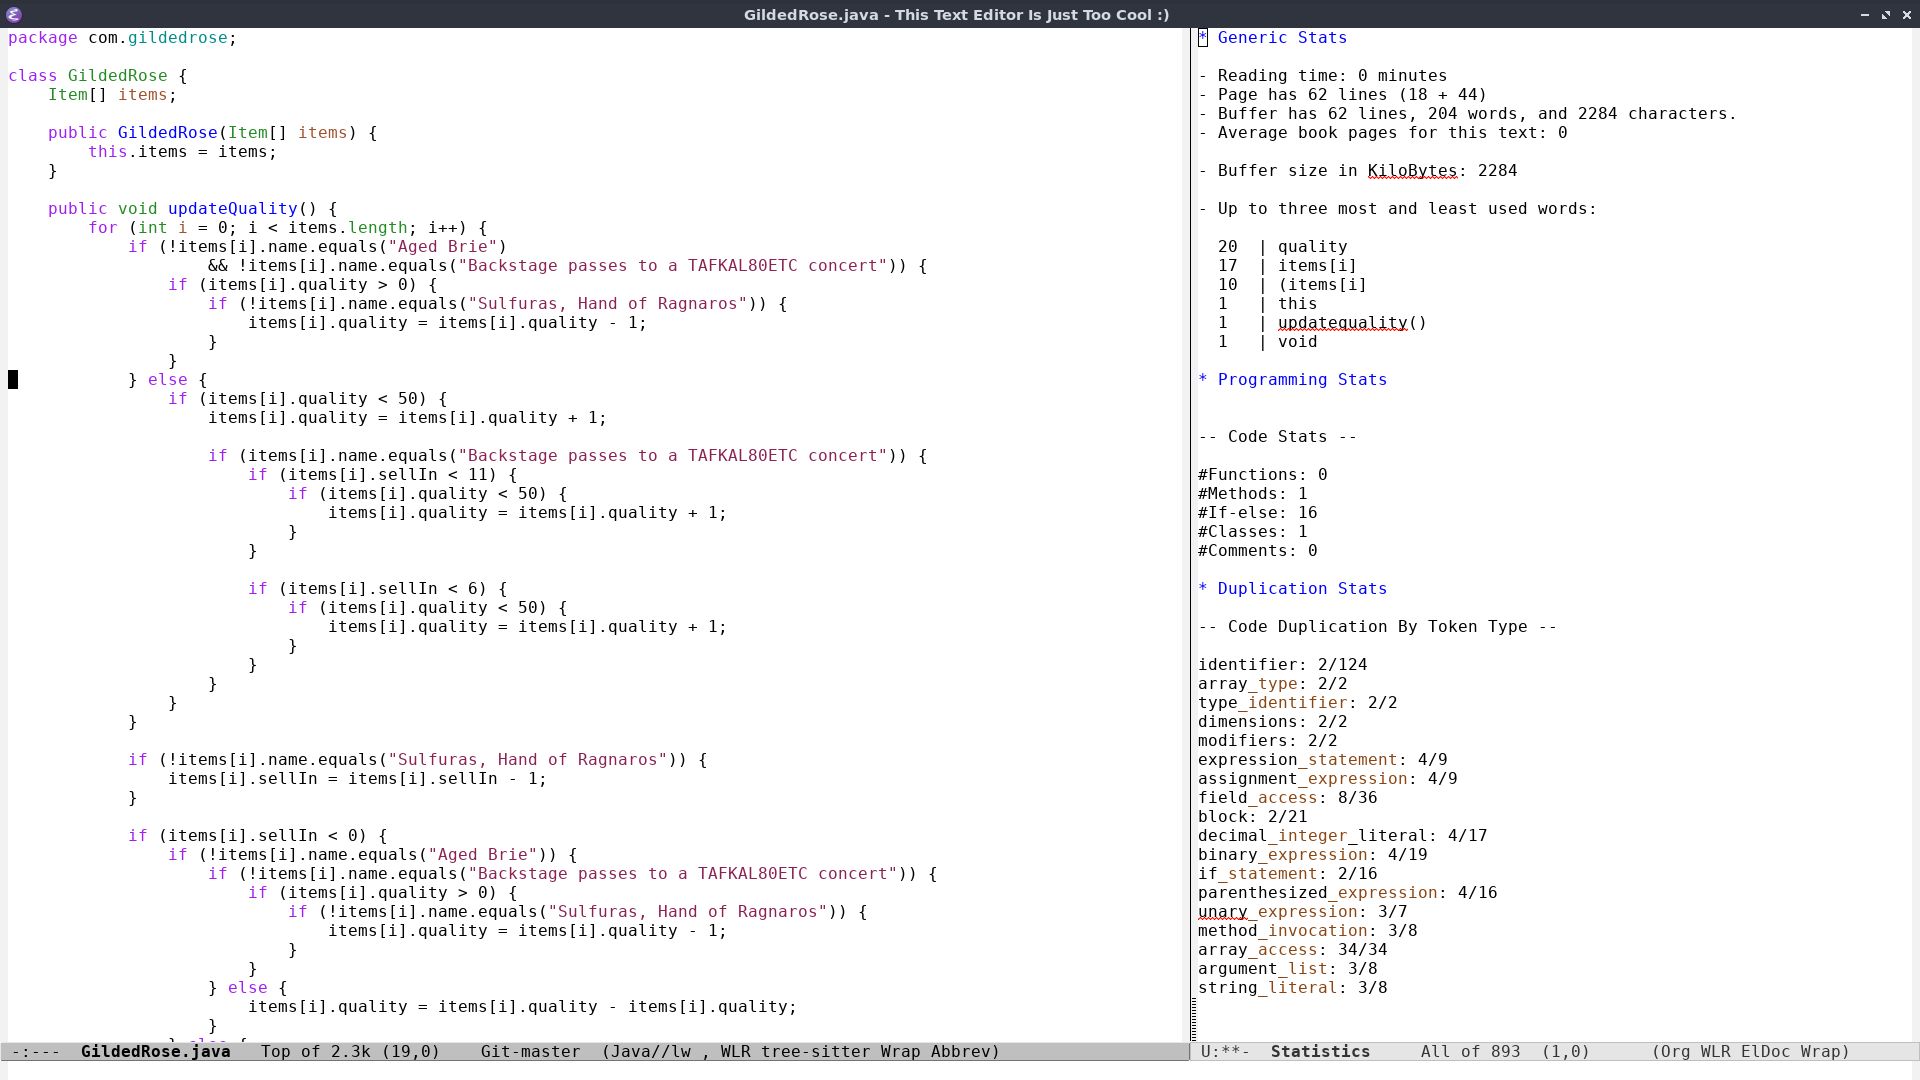 GildedRose.java - This Text Editor Is Just Too Cool :)
package com.gildedrose;
class GildedRose {
    Item[] items;
    public GildedRose(Item[] items) {
        this.items = items;
    }
    public void updateQuality() {
        for (int i = 0; i < items.length; i++) {
            if (!items[i].name.equals("Aged Brie")
                    && !items[i].name.equals("Backstage passes to a TAFKAL80ETC concert")) {
                if (items[i].quality > 0) {
                    if (!items[i].name.equals("Sulfuras, Hand of Ragnaros")) {
                        items[i].quality = items[i].quality - 1;
                    }
                }
            } else {
                if (items[i].quality < 50) {
                    items[i].quality = items[i].quality + 1;
                    if (items[i].name.equals("Backstage passes to a TAFKAL80ETC concert")) {
                        if (items[i].sellIn < 11) {
                            if (items[i].quality < 50) {
                                items[i].quality = items[i].quality + 1;
                            }
                        }
                        if (items[i].sellIn < 6) {
                            if (items[i].quality < 50) {
                                items[i].quality = items[i].quality + 1;
                            }
                        }
                    }
                }
            }
            if (!items[i].name.equals("Sulfuras, Hand of Ragnaros")) {
                items[i].sellIn = items[i].sellIn - 1;
            }
            if (items[i].sellIn < 0) {
                if (!items[i].name.equals("Aged Brie")) {
                    if (!items[i].name.equals("Backstage passes to a TAFKAL80ETC concert")) {
                        if (items[i].quality > 0) {
                            if (!items[i].name.equals("Sulfuras, Hand of Ragnaros")) {
                                items[i].quality = items[i].quality - 1;
                            }
                        }
                    } else {
                        items[i].quality = items[i].quality - items[i].quality;
                    }
                } else {
-:---  GildedRose.java   Top of 2.3k (19,0)    Git-master  (Java//lw , WLR tree-sitter Wrap Abbrev)
* Generic Stats
- Reading time: 0 minutes
- Page has 62 lines (18 + 44)
- Buffer has 62 lines, 204 words, and 2284 characters.
- Average book pages for this text: 0
- Buffer size in KiloBytes: 2284
- Up to three most and least used words:
  20  | quality
  17  | items[i]
  10  | (items[i]
  1   | this
  1   | updatequality()
  1   | void
* Programming Stats
-- Code Stats --
#Functions: 0
#Methods: 1
#If-else: 16
#Classes: 1
#Comments: 0
* Duplication Stats
-- Code Duplication By Token Type --
identifier: 2/124
array_type: 2/2
type_identifier: 2/2
dimensions: 2/2
modifiers: 2/2
expression_statement: 4/9
assignment_expression: 4/9
field_access: 8/36
block: 2/21
decimal_integer_literal: 4/17
binary_expression: 4/19
if_statement: 2/16
parenthesized_expression: 4/16
unary_expression: 3/7
method_invocation: 3/8
array_access: 34/34
argument_list: 3/8
string_literal: 3/8
U:**-  Statistics     All of 893  (1,0)      (Org WLR ElDoc Wrap)